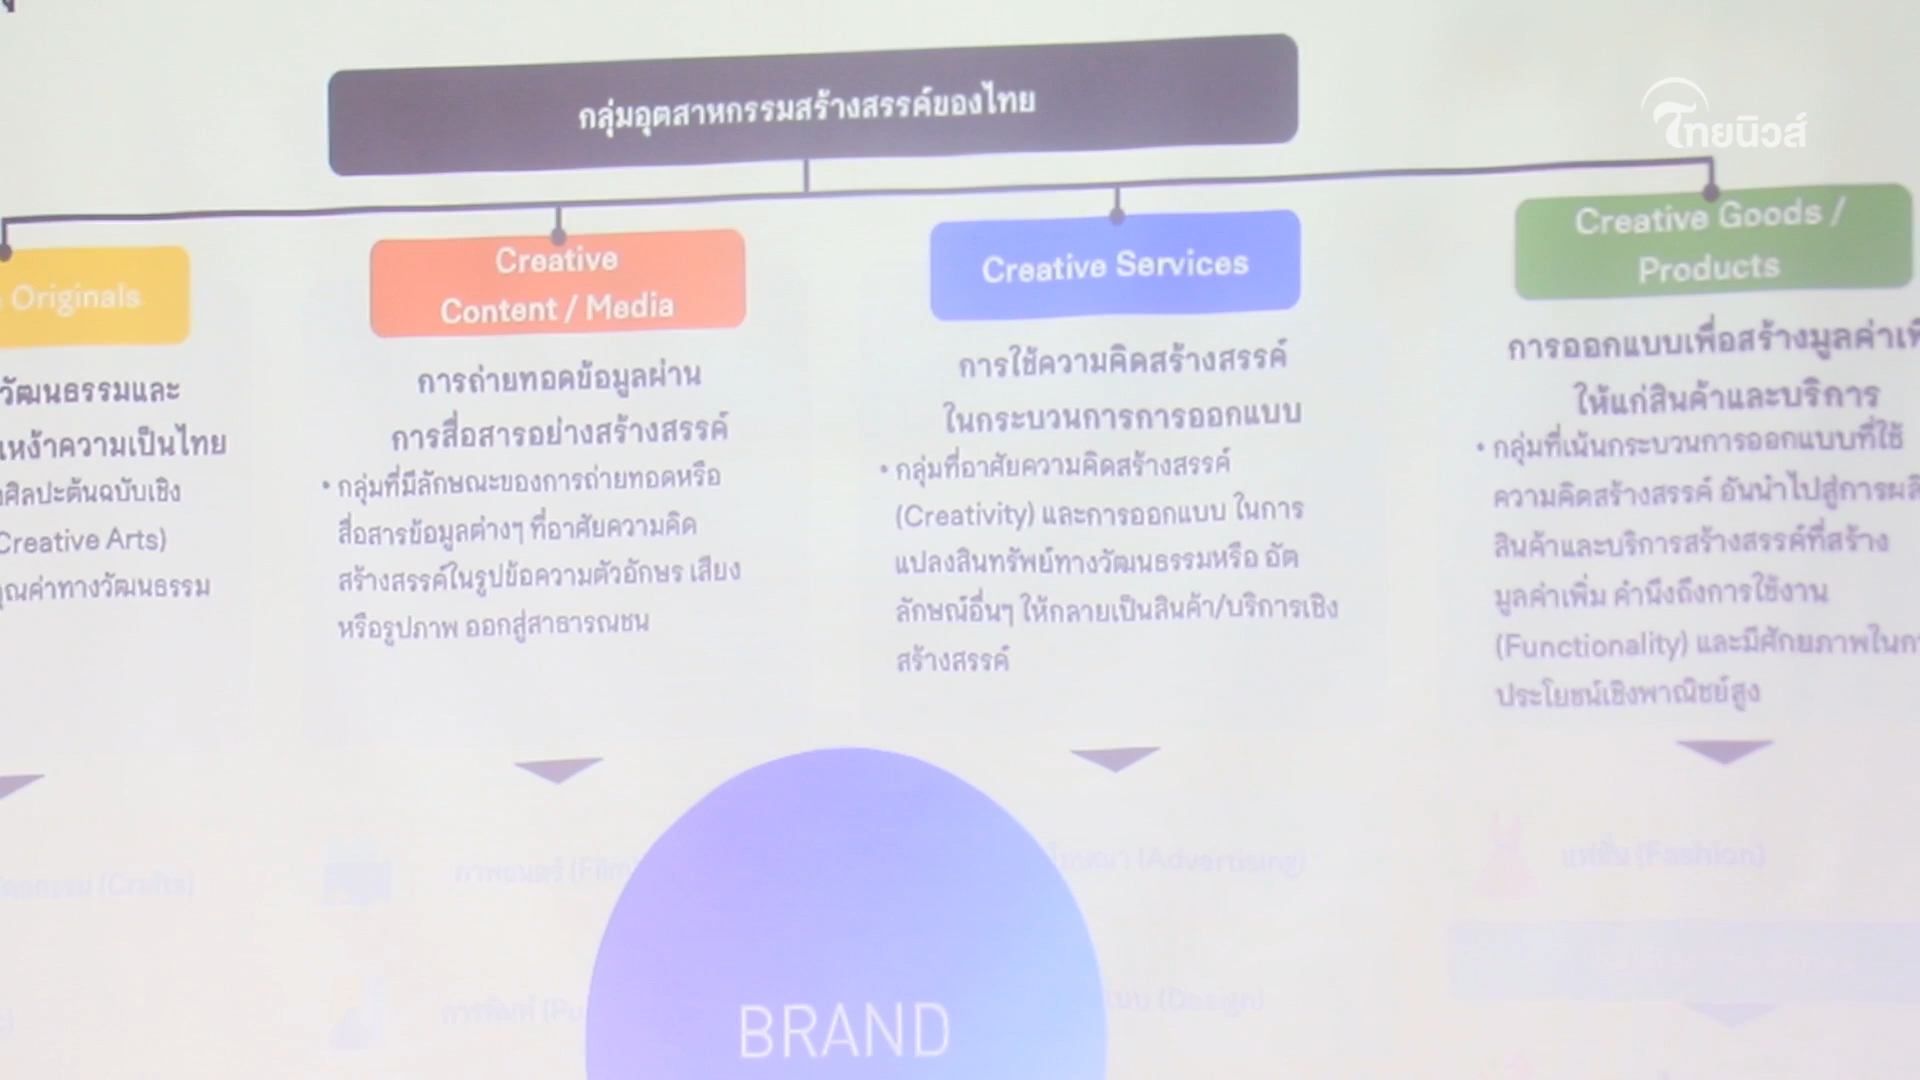 กลุ่มอุตสาหกรรมสร้างสรรค์ของไทย
ไทยนิวส์
Originals
วัฒนธรรมและ
เหง้าความเป็นไทย
ศิลปะต้นฉบับเชิง
Creative Arts)
คุณค่าทางวัฒนธรรม
Creative
Content / Media
การถ่ายทอดข้อมูลผ่าน
การสื่อสารอย่างสร้างสรรค์
• กลุ่มที่มีลักษณะของการถ่ายทอดหรือ
สื่อสารข้อมูลต่างๆ ที่อาศัยความคิด
สร้างสรรค์ในรูปข้อความตัวอักษร เสียง
หรือรูปภาพ ออกสู่สาธารณชน
Creative Services
การใช้ความคิดสร้างสรรค์
ในกระบวนการการออกแบบ
• กลุ่มที่อาศัยความคิดสร้างสรรค์
(Creativity) และการออกแบบ ในการ
แปลงสินทรัพย์ทางวัฒนธรรมหรือ อัต
ลักษณ์อื่นๆ ให้กลายเป็นสินค้า/บริการเชิง
สร้างสรรค์
Creative Goods /
Products
การออกแบบเพื่อสร้างมูลค่าเพิ
ให้แก่สินค้าและบริการ
• กลุ่มที่เน้นกระบวนการออกแบบที่ใช้
ความคิดสร้างสรรค์ อันนำไปสู่การผลิ
สินค้าและบริการสร้างสรรค์ที่สร้าง
มูลค่าเพิ่ม คำนึงถึงการใช้งาน
(Functionality) และมีศักยภาพในกา
ประโยชน์เชิงพาณิชย์สูง
(Crafts)
ภาพยนตร์ (Film
(Advertising)
แฟชั่น (Fashion)
การพิมพ์
(Design)
BRAND